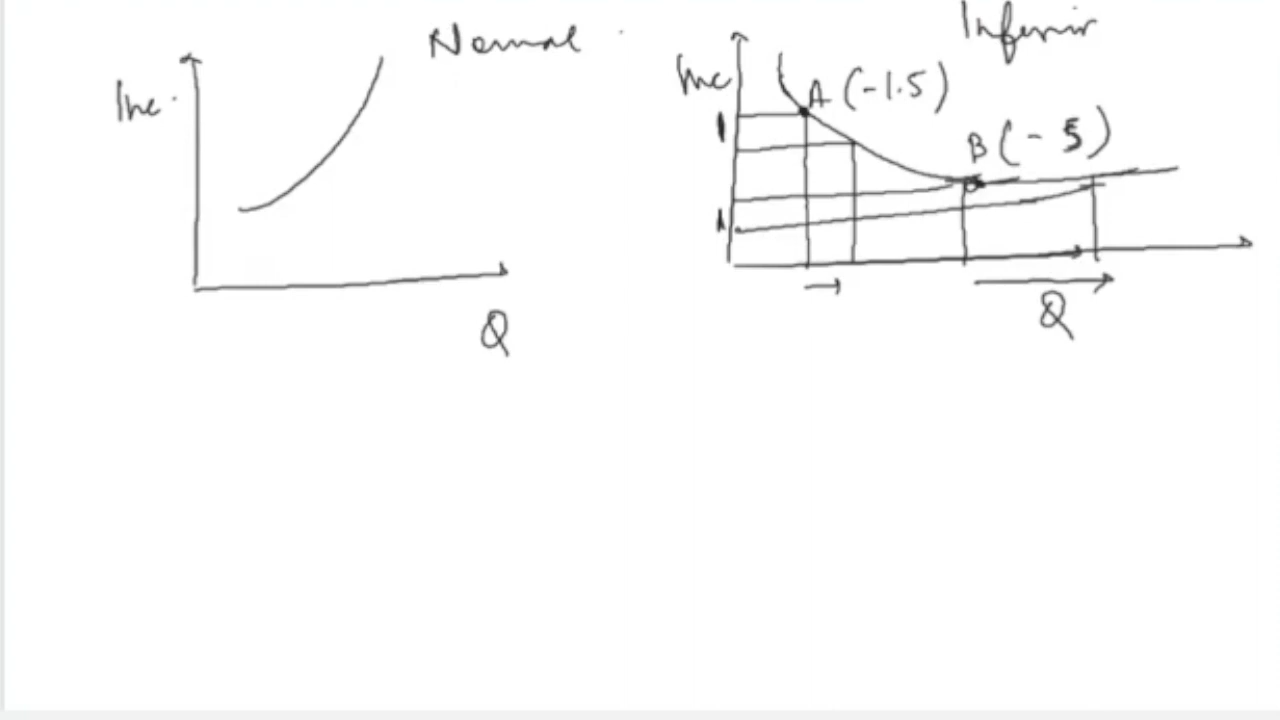 Normal
Inc.
Q
Inferior
Inc
A (-1.5)
B (-5)
Q